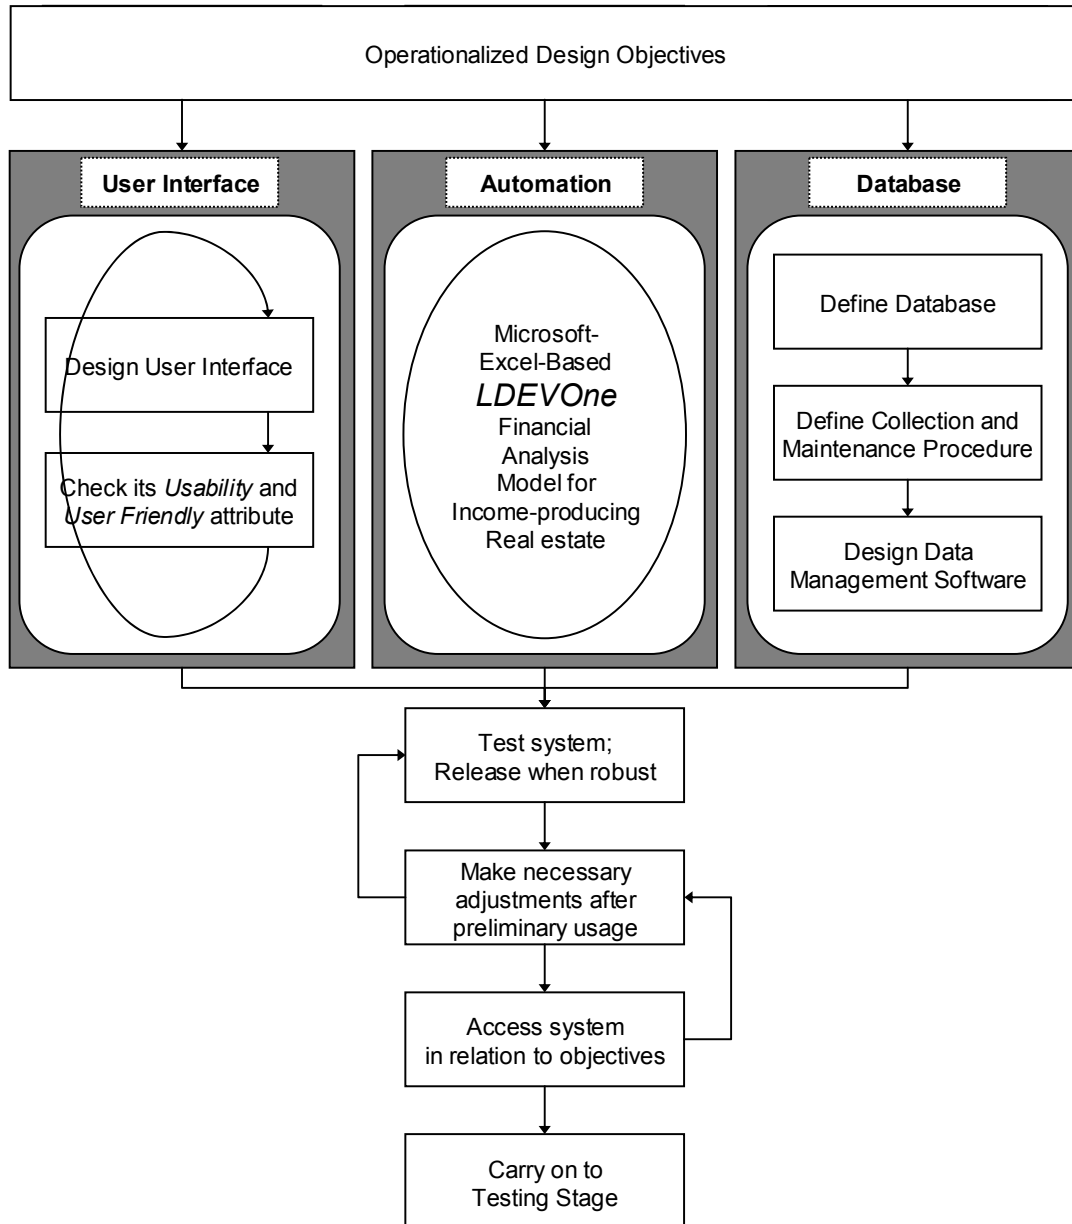 Operationalized Design Objectives
User Interface
Design User Interface
Check its Usability and
User Friendly attribute
Automation
Microsoft-
Excel-Based
LDEVOne
Financial
Analysis
Model for
Income-producing
Real estate
Database
Define Database
Define Collection and
Maintenance Procedure
Design Data
Management Software
Test system;
Release when robust
Make necessary
adjustments after
preliminary usage
Access system
in relation to objectives
Carry on to
Testing Stage